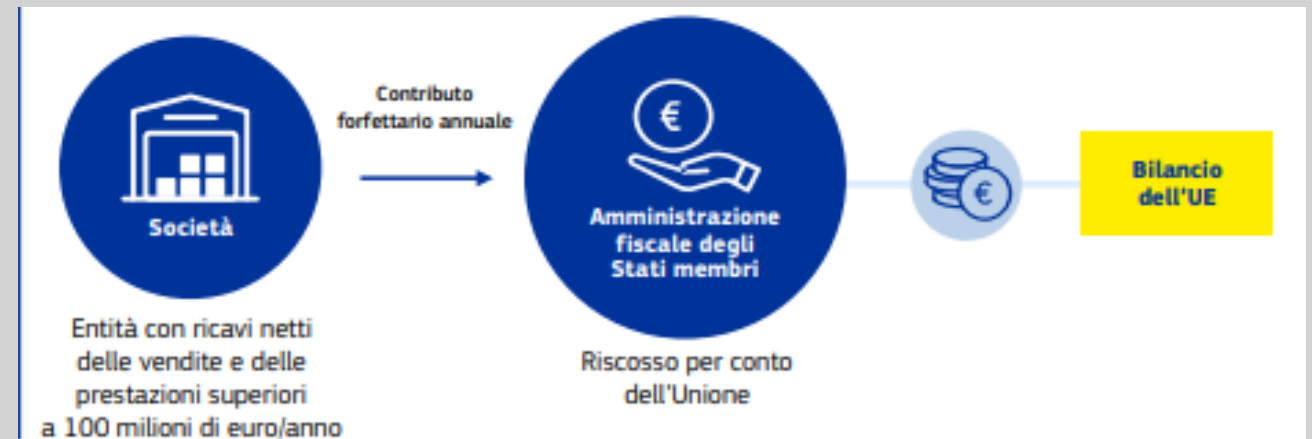 Società
Entità con ricavi netti
delle vendite e delle
prestazioni superiori
a 100 milioni di euro/anno
Contributo
forfettario annuale
€
Amministrazione
fiscale degli
Stati membri
Riscosso per conto
dell'Unione
€
Bilancio
dell'UE